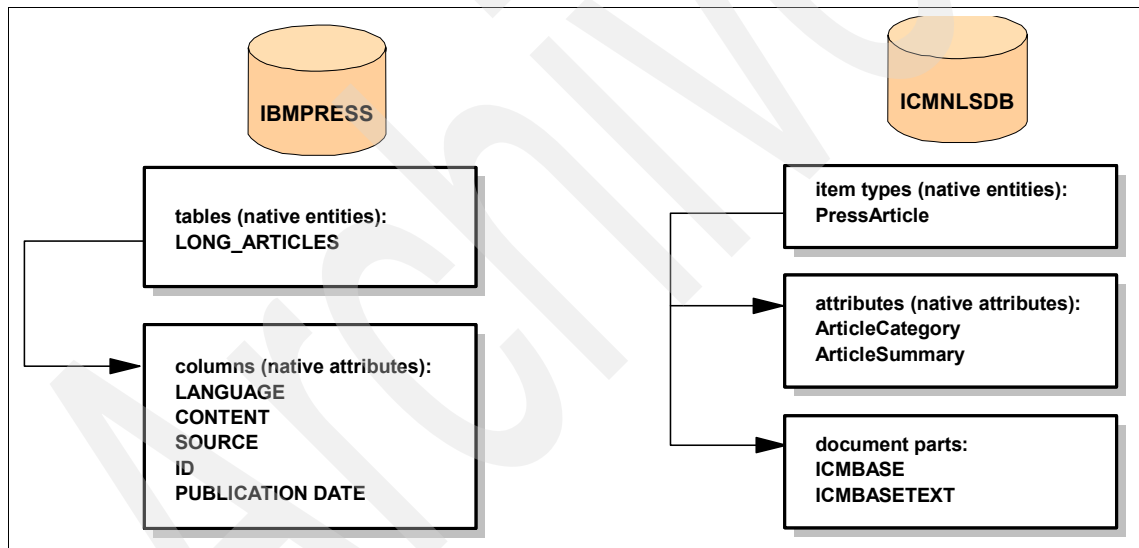 IBMPRESS
tables (native entities):
LONG_ARTICLES
columns (native attributes):
LANGUAGE
CONTENT
SOURCE
ID
PUBLICATION DATE
ICMNLSDB
item types (native entities):
PressArticle
attributes (native attributes):
ArticleCategory
ArticleSummary
document parts:
ICMBASE
ICMBASETEXT
Archive